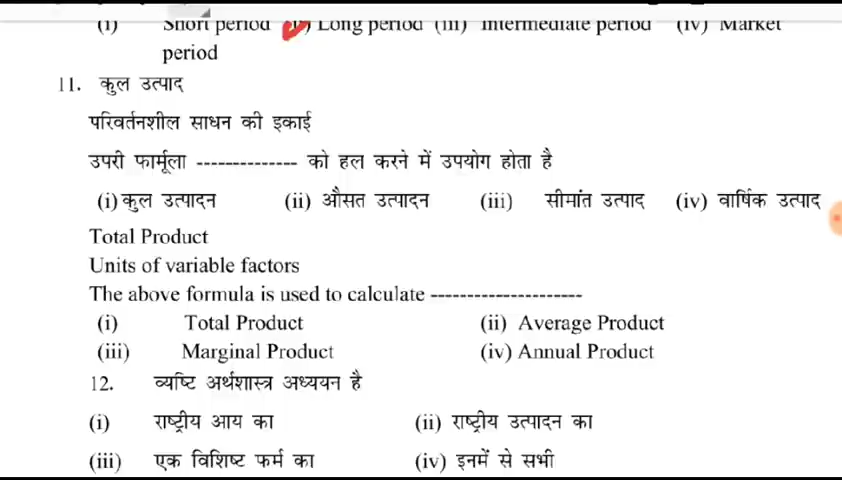 (i) Short period (ii) Long period (iii) Intermediate period (iv) Market
period
11. कुल उत्पाद
परिवर्तनशील साधन की इकाई
उपरी फार्मूला -------------- को हल करने में उपयोग होता है
(i) कुल उत्पादन (ii) औसत उत्पादन (iii) सीमांत उत्पाद (iv) वार्षिक उत्पाद
Total Product
Units of variable factors
The above formula is used to calculate ---------------------
(i) Total Product (ii) Average Product
(iii) Marginal Product (iv) Annual Product
12. व्यष्टि अर्थशास्त्र अध्ययन है
(i) राष्ट्रीय आय का (ii) राष्ट्रीय उत्पादन का
(iii) एक विशिष्ट फर्म का (iv) इनमें से सभी